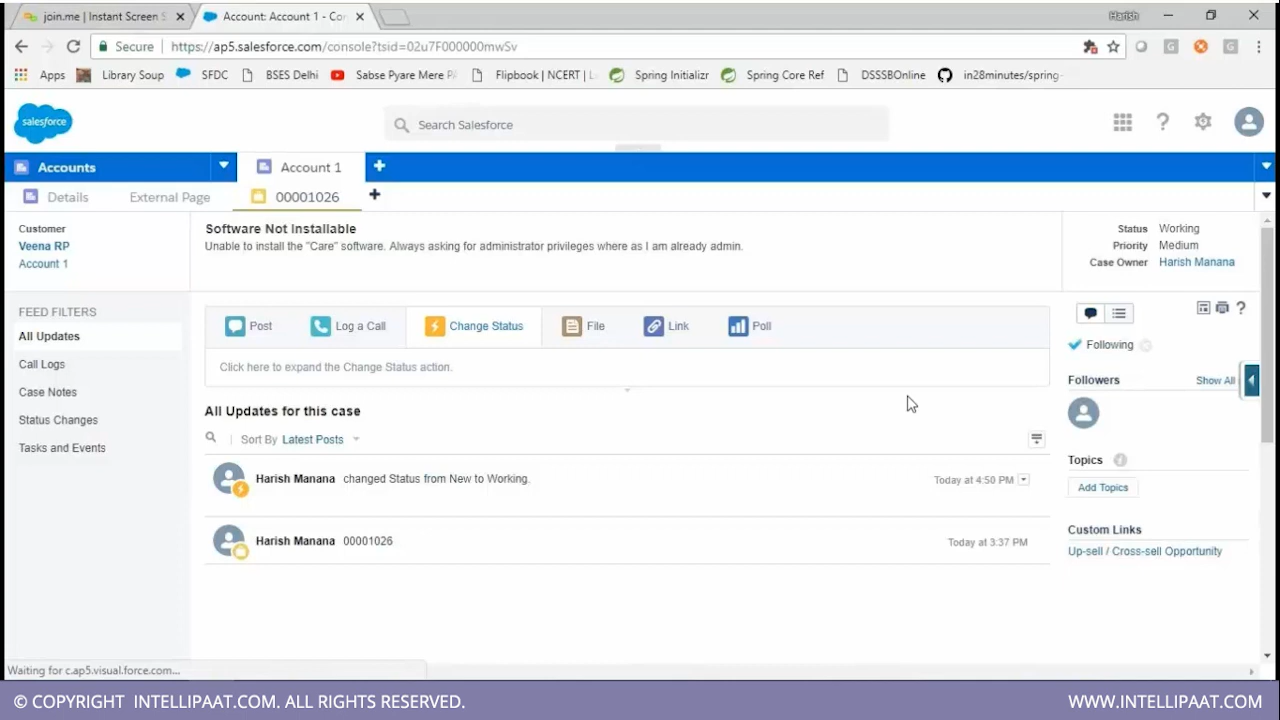 join.me | Instant Screen S
Account: Account 1 - Con
Harish
Secure
https://ap5.salesforce.com/console?tsid=02u7F000000mwSv
Apps
Library Soup
SFDC
BSES Delhi
Sabse Pyare Mere PA
Flipbook | NCERT | L
Spring Initializr
Spring Core Ref
DSSSBOnline
in28minutes/spring-
salesforce
Search Salesforce
Accounts
Account 1
Details
External Page
00001026
Customer
Veena RP
Account 1
Software Not Installable
Unable to install the "Care" software. Always asking for administrator privileges where as I am already admin.
Status Working
Priority Medium
Case Owner Harish Manana
FEED FILTERS
All Updates
Call Logs
Case Notes
Status Changes
Tasks and Events
Post
Log a Call
Change Status
File
Link
Poll
Click here to expand the Change Status action.
All Updates for this case
Sort By Latest Posts
Harish Manana changed Status from New to Working.
Today at 4:50 PM
Harish Manana 00001026
Today at 3:37 PM
Following
Followers
Show All
Topics
Add Topics
Custom Links
Up-sell / Cross-sell Opportunity
Waiting for c.ap5.visual.force.com...
© COPYRIGHT INTELLIPAAT.COM. ALL RIGHTS RESERVED.
WWW.INTELLIPAAT.COM